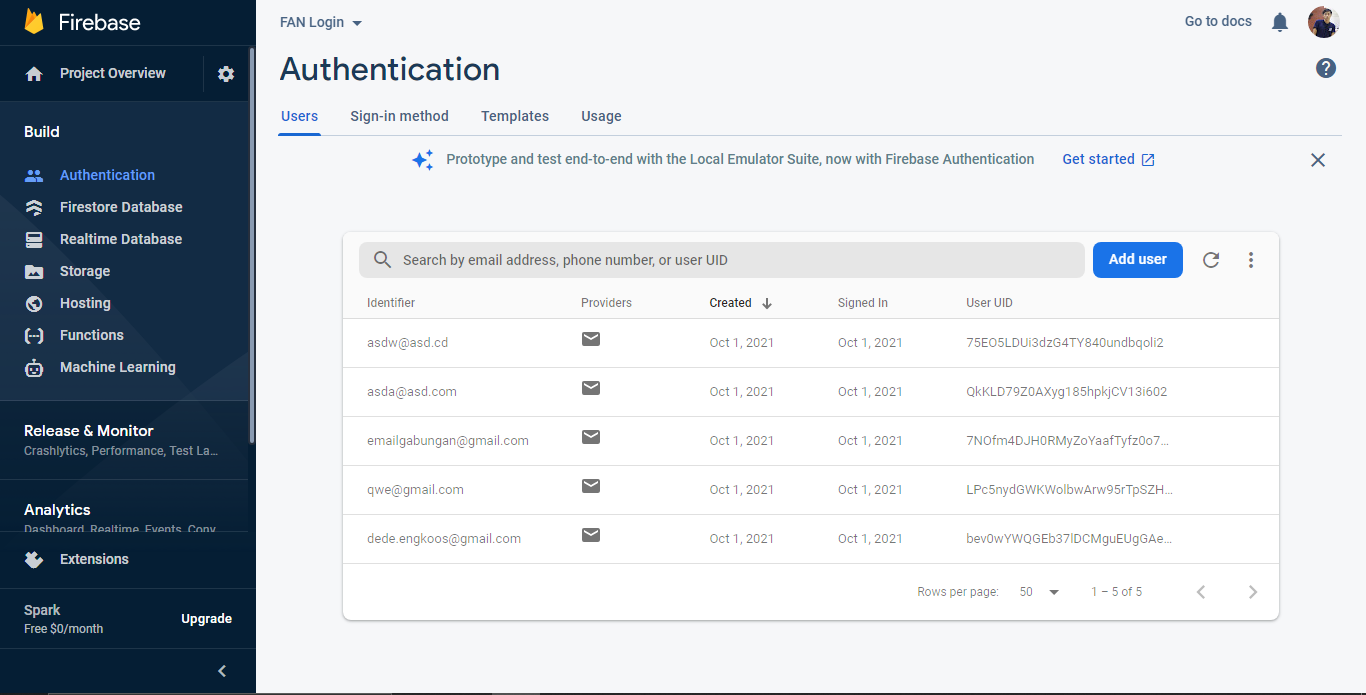 Firebase
Project Overview
Build
Authentication
Firestore Database
Realtime Database
Storage
Hosting
Functions
Machine Learning
Release & Monitor
Crashlytics, Performance, Test La...
Analytics
Dashboard, Realtime, Events, Conv
Extensions
Spark
Free $0/month
Upgrade
FAN Login
Go to docs
Authentication
Users Sign-in method Templates Usage
Prototype and test end-to-end with the Local Emulator Suite, now with Firebase Authentication Get started
Search by email address, phone number, or user UID
Add user
Identifier Providers Created Signed In User UID
asdw@asd.cd Oct 1, 2021 Oct 1, 2021 75EO5LDUi3dzG4TY840undbqoli2
asda@asd.com Oct 1, 2021 Oct 1, 2021 QkKLD79Z0AXyg185hpkjCV13i602
emailgabungan@gmail.com Oct 1, 2021 Oct 1, 2021 7NOfm4DJH0RMyZoYaafTyfz0o7...
qwe@gmail.com Oct 1, 2021 Oct 1, 2021 LPc5nydGWKWolbwArw95rTpSZH...
dede.engkoos@gmail.com Oct 1, 2021 Oct 1, 2021 bev0wYWQGEb37lDCMguEUgGAe...
Rows per page: 50 1 – 5 of 5